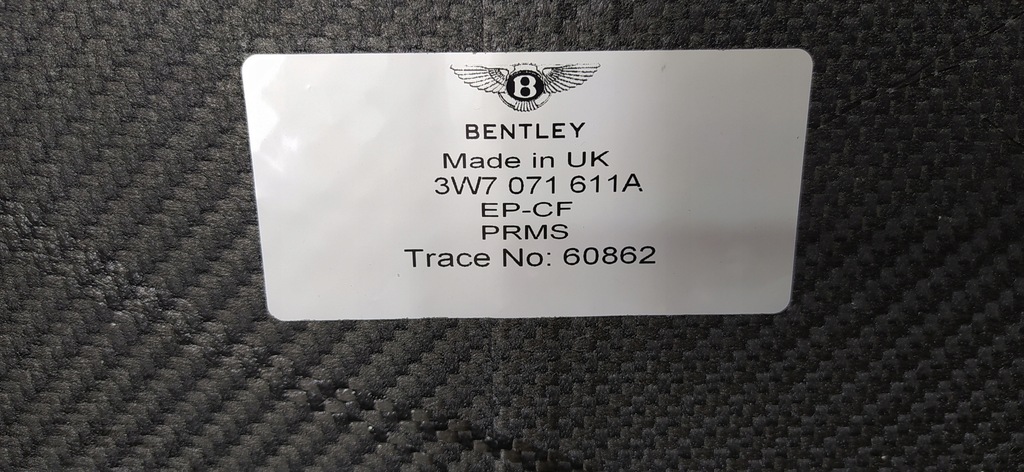 B
BENTLEY
Made in UK
3W7 071 611A
EP-CF
PRMS
Trace No: 60862